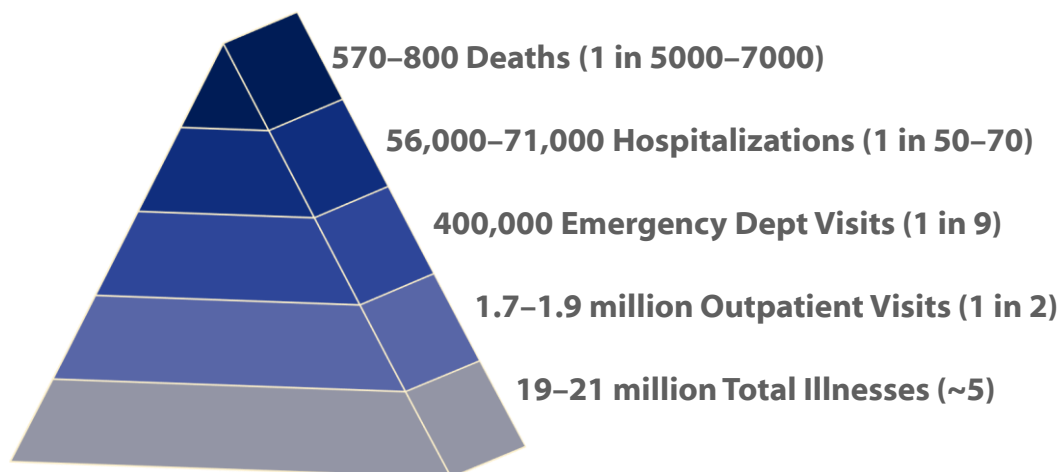 570–800 Deaths (1 in 5000–7000)
56,000–71,000 Hospitalizations (1 in 50–70)
400,000 Emergency Dept Visits (1 in 9)
1.7–1.9 million Outpatient Visits (1 in 2)
19–21 million Total Illnesses (~5)